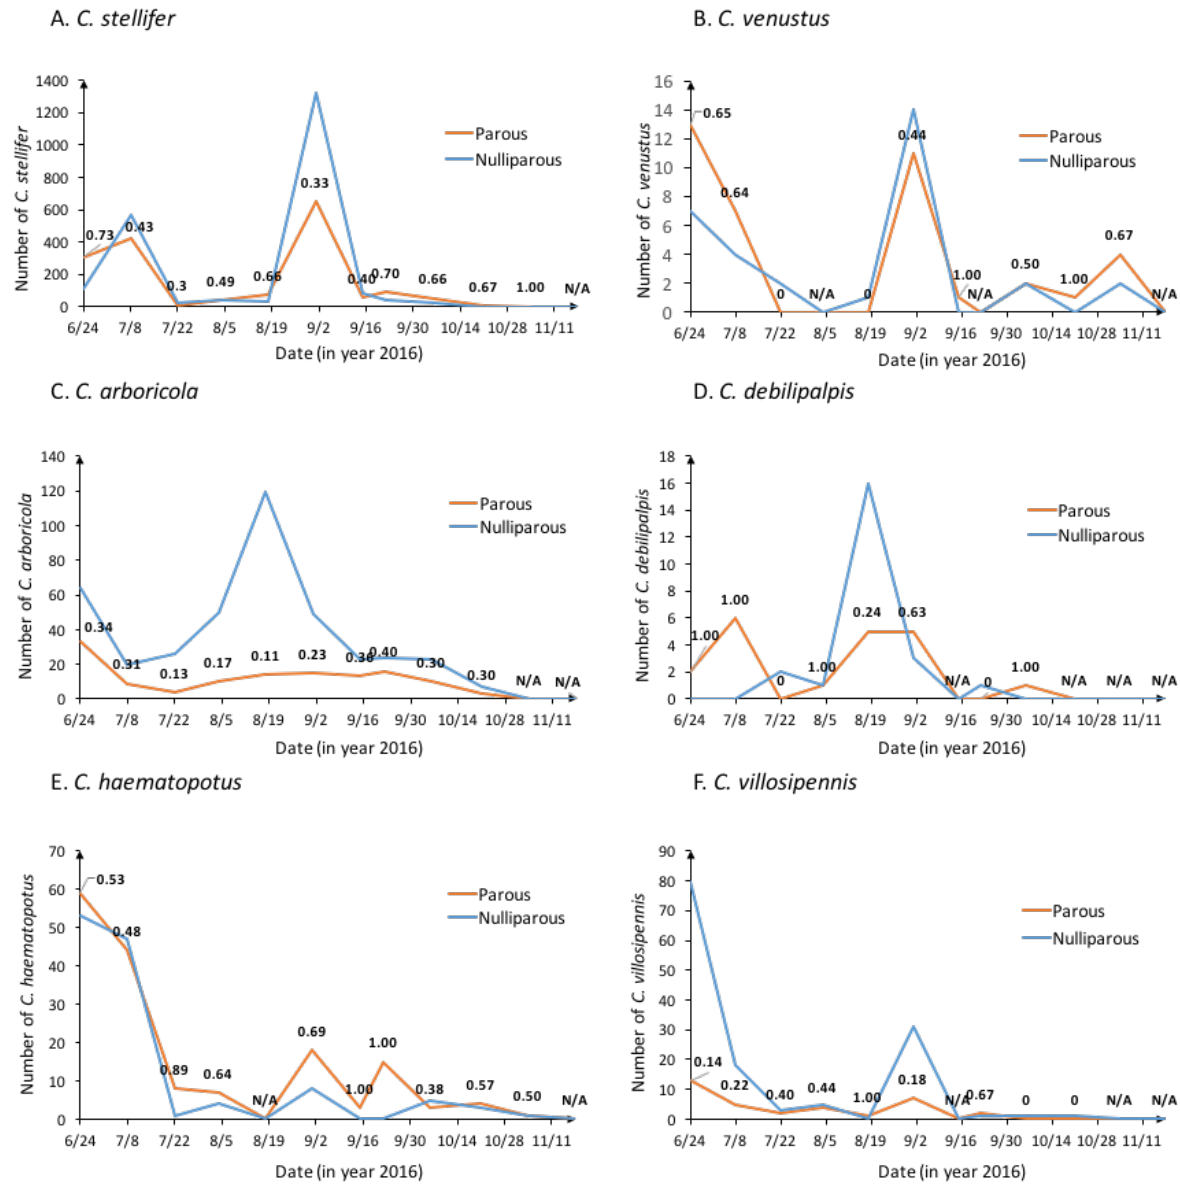 A. C. stellifer
1400
1200
1000
800
600
400
200
0
Number of C. stellifer
Parous
Nulliparous
0.73
0.43
0.3
0.49
0.66
0.33
0.40
0.70
0.66
0.67
1.00
N/A
6/24 7/8 7/22 8/5 8/19 9/2 9/16 9/30 10/14 10/28 11/11
Date (in year 2016)
B. C. venustus
16
14
12
10
8
6
4
2
0
Number of C. venustus
Parous
Nulliparous
0.65
0.64
0
N/A
0
0.44
1.00
N/A
0.50
1.00
0.67
N/A
6/24 7/8 7/22 8/5 8/19 9/2 9/16 9/30 10/14 10/28 11/11
Date (in year 2016)
C. C. arboricola
140
120
100
80
60
40
20
0
Number of C. arboricola
Parous
Nulliparous
0.34
0.31
0.13
0.17
0.11
0.23
0.36
0.40
0.30
0.30
N/A
N/A
6/24 7/8 7/22 8/5 8/19 9/2 9/16 9/30 10/14 10/28 11/11
Date (in year 2016)
D. C. debilipalpis
18
16
14
12
10
8
6
4
2
0
Number of C. debilipalpis
Parous
Nulliparous
1.00
1.00
0
1.00
0.24
0.63
N/A
0
1.00
N/A
N/A
N/A
6/24 7/8 7/22 8/5 8/19 9/2 9/16 9/30 10/14 10/28 11/11
Date (in year 2016)
E. C. haematopotus
70
60
50
40
30
20
10
0
Number of C. haematopotus
Parous
Nulliparous
0.53
0.48
0.89
0.64
N/A
0.69
1.00
1.00
0.38
0.57
0.50
N/A
6/24 7/8 7/22 8/5 8/19 9/2 9/16 9/30 10/14 10/28 11/11
Date (in year 2016)
F. C. villosipennis
90
80
70
60
50
40
30
20
10
0
Number of C. villosipennis
Parous
Nulliparous
0.14
0.22
0.40
0.44
1.00
0.18
N/A
0.67
0
0
N/A
N/A
6/24 7/8 7/22 8/5 8/19 9/2 9/16 9/30 10/14 10/28 11/11
Date (in year 2016)